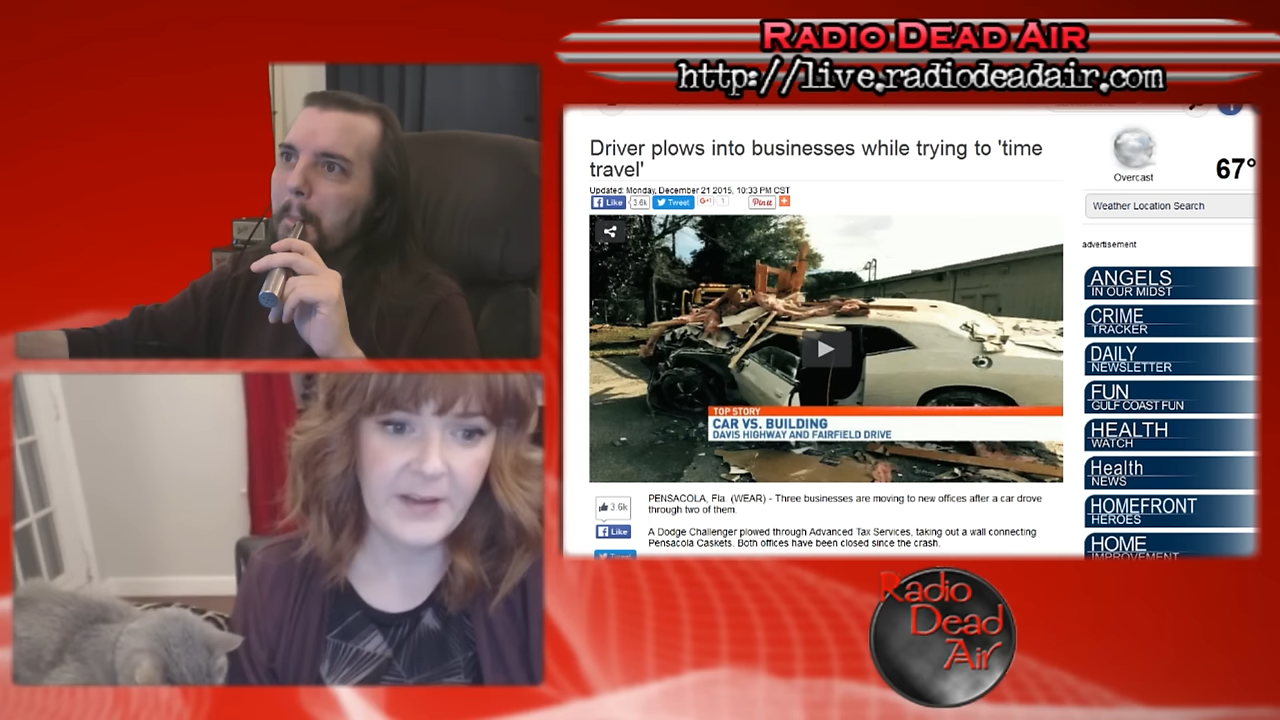 RADIO DEAD AIR
http://live.radiodeadair.com
Driver plows into businesses while trying to 'time
travel'
Updated: Monday, December 21 2015, 10:33 PM CST
Like 3.6k Tweet G+1 1 Pin it
Overcast
67°
Weather Location Search
advertisement
ANGELS
IN OUR MIDST
CRIME
TRACKER
DAILY
NEWSLETTER
FUN
GULF COAST FUN
HEALTH
WATCH
Health
NEWS
HOMEFRONT
HEROES
HOME
IMPROVEMENT
TOP STORY
CAR VS. BUILDING
DAVIS HIGHWAY AND FAIRFIELD DRIVE
3.6k
Like
Tweet
PENSACOLA, Fla. (WEAR) - Three businesses are moving to new offices after a car drove
through two of them.
A Dodge Challenger plowed through Advanced Tax Services, taking out a wall connecting
Pensacola Caskets. Both offices have been closed since the crash.
Radio
Dead
Air